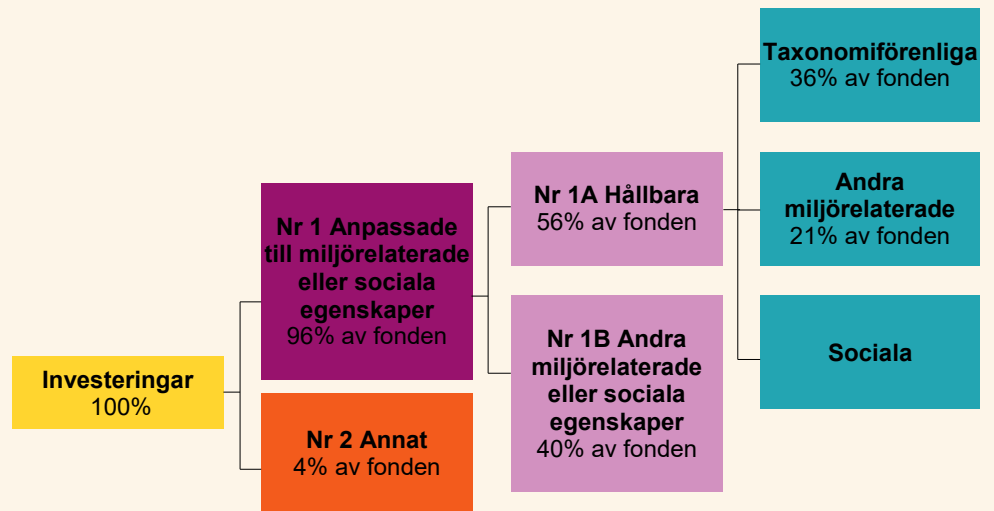 Investeringar
100%
Nr 1 Anpassade
till miljörelaterade
eller sociala
egenskaper
96% av fonden
Nr 2 Annat
4% av fonden
Nr 1A Hållbara
56% av fonden
Nr 1B Andra
miljörelaterade
eller sociala
egenskaper
40% av fonden
Taxonomiförenliga
36% av fonden
Andra
miljörelaterade
21% av fonden
Sociala